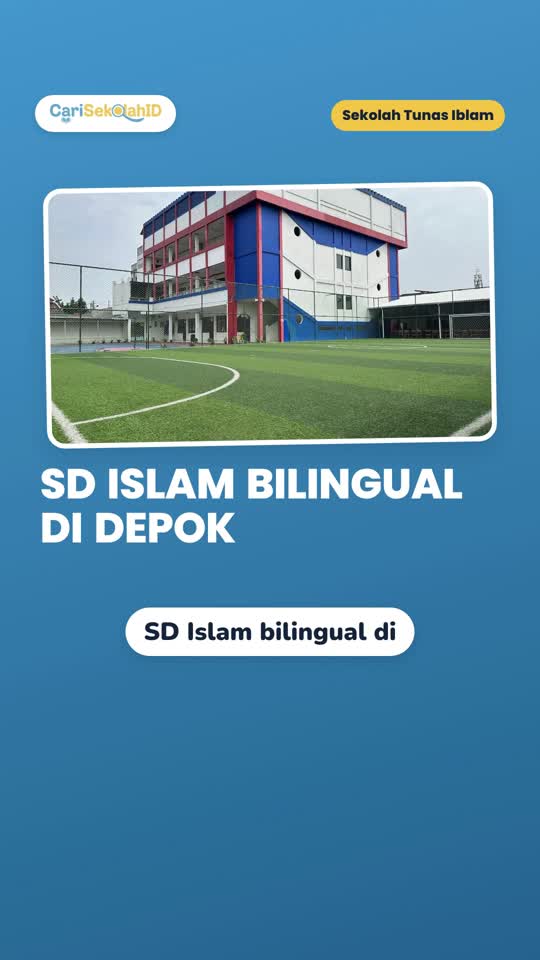 CariSekolahID
Sekolah Tunas Iblam
SD ISLAM BILINGUAL
DI DEPOK
SD Islam bilingual di